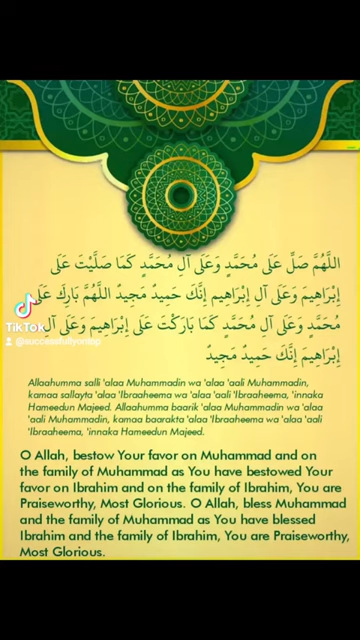 اللَّهُمَّ صَلِّ عَلَى مُحَمَّدٍ وَعَلَى آلِ مُحَمَّدٍ كَمَا صَلَّيْتَ عَلَى
إِبْرَاهِيمَ وَعَلَى آلِ إِبْرَاهِيمَ إِنَّكَ حَمِيدٌ مَجِيدٌ اللَّهُمَّ بَارِكْ عَلَى
مُحَمَّدٍ وَعَلَى آلِ مُحَمَّدٍ كَمَا بَارَكْتَ عَلَى إِبْرَاهِيمَ وَعَلَى آلِ
إِبْرَاهِيمَ إِنَّكَ حَمِيدٌ مَجِيدٌ
TikTok
@successfullyontop
Allaahumma salli 'alaa Muhammadin wa 'alaa 'aali Muhammadin,
kamaa sallayta 'alaa 'Ibraaheema wa 'alaa 'aali 'Ibraaheema, 'innaka
Hameedun Majeed. Allaahumma baarik 'alaa Muhammadin wa 'alaa
'aali Muhammadin, kamaa baarakta 'alaa 'Ibraaheema wa 'alaa 'aali
'Ibraaheema, 'innaka Hameedun Majeed.
O Allah, bestow Your favor on Muhammad and on
the family of Muhammad as You have bestowed Your
favor on Ibrahim and on the family of Ibrahim, You are
Praiseworthy, Most Glorious. O Allah, bless Muhammad
and the family of Muhammad as You have blessed
Ibrahim and the family of Ibrahim, You are Praiseworthy,
Most Glorious.